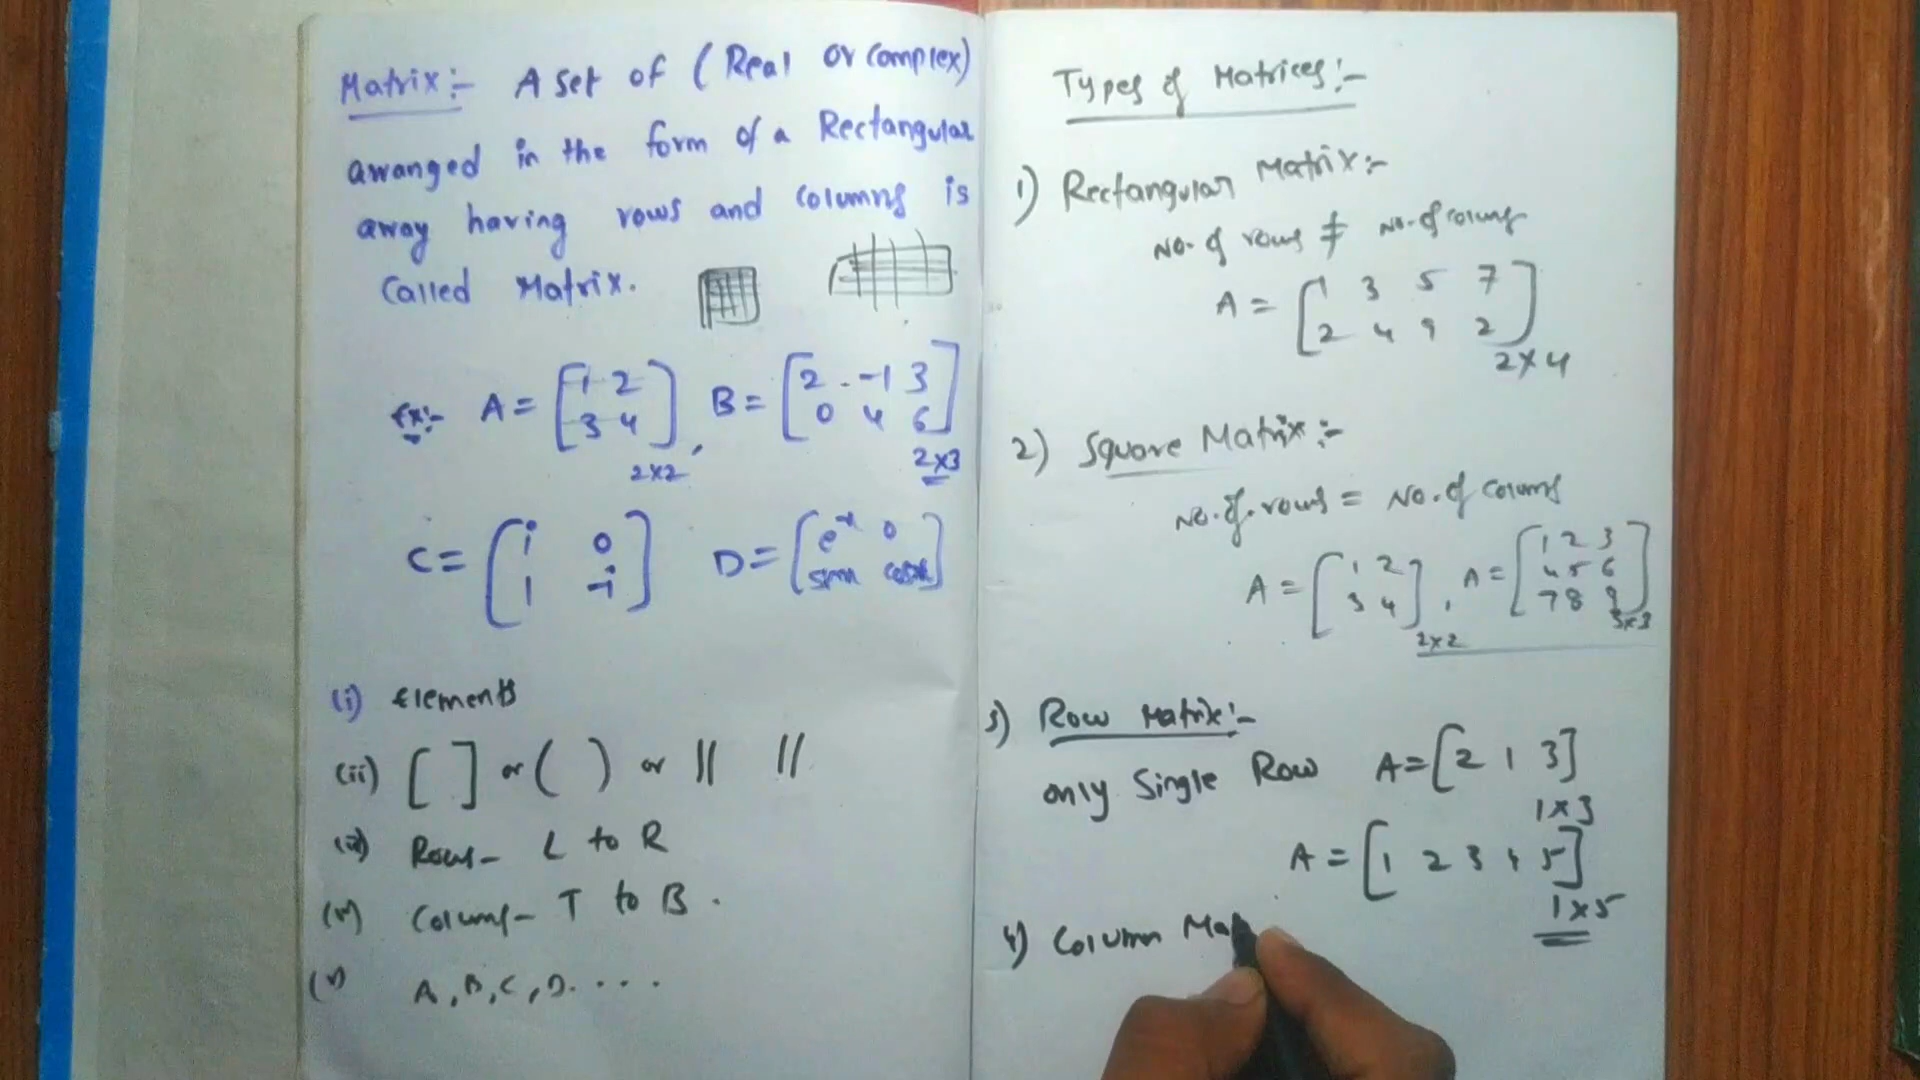 Matrix:- A set of (Real or complex)
arranged in the form of a Rectangular
array having rows and columns is
called Matrix.
Ex:- A = [1 2
3 4] 2x2 , B = [2 -1 3
0 4 6] 2x3
C = [i 0
1 -i] D = [e^x 0
sinx cosx]
(i) Elements
(ii) [ ] or ( ) or || ||
(iii) Rows - L to R
(iv) Columns - T to B.
(v) A, B, C, D....
Types of Matrices:-
1) Rectangular Matrix:-
No. of rows ≠ No. of columns
A = [1 3 5 7
2 4 9 2] 2x4
2) Square Matrix:-
No. of. rows = No. of columns
A = [1 2
3 4] 2x2 , A = [1 2 3
4 5 6
7 8 9] 3x3
3) Row Matrix:-
only Single Row A = [2 1 3] 1x3
A = [1 2 3 4 5] 1x5
4) Column Mat